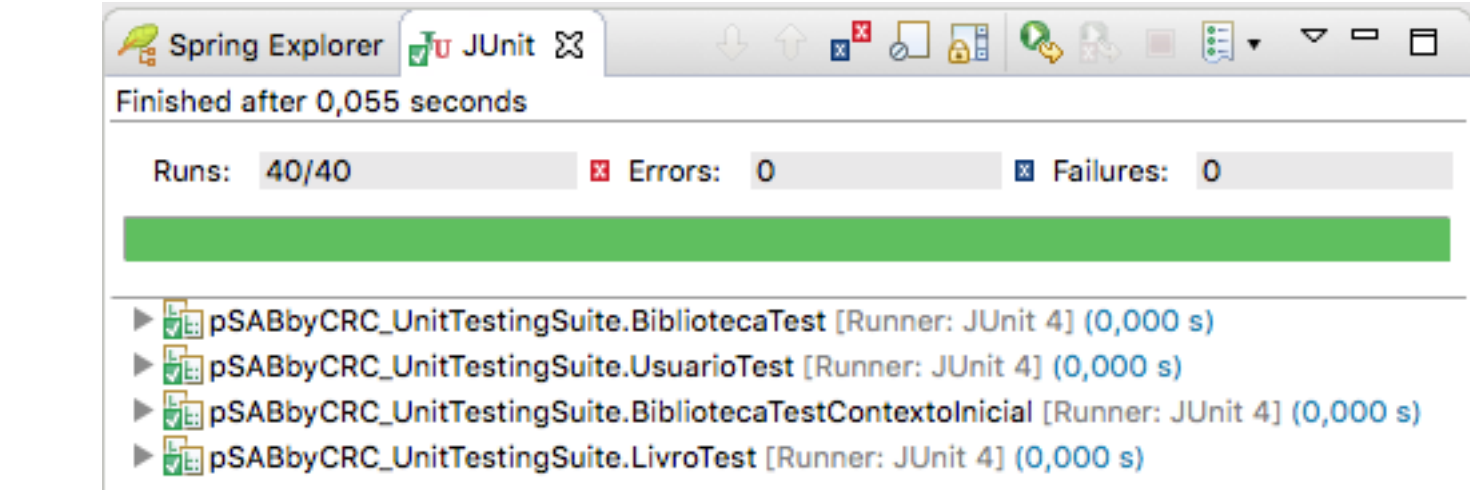 Spring Explorer JUnit
Finished after 0,055 seconds
Runs: 40/40 Errors: 0 Failures: 0
pSABbyCRC_UnitTestingSuite.BibliotecaTest [Runner: JUnit 4] (0,000 s)
pSABbyCRC_UnitTestingSuite.UsuarioTest [Runner: JUnit 4] (0,000 s)
pSABbyCRC_UnitTestingSuite.BibliotecaTestContextoInicial [Runner: JUnit 4] (0,000 s)
pSABbyCRC_UnitTestingSuite.LivroTest [Runner: JUnit 4] (0,000 s)